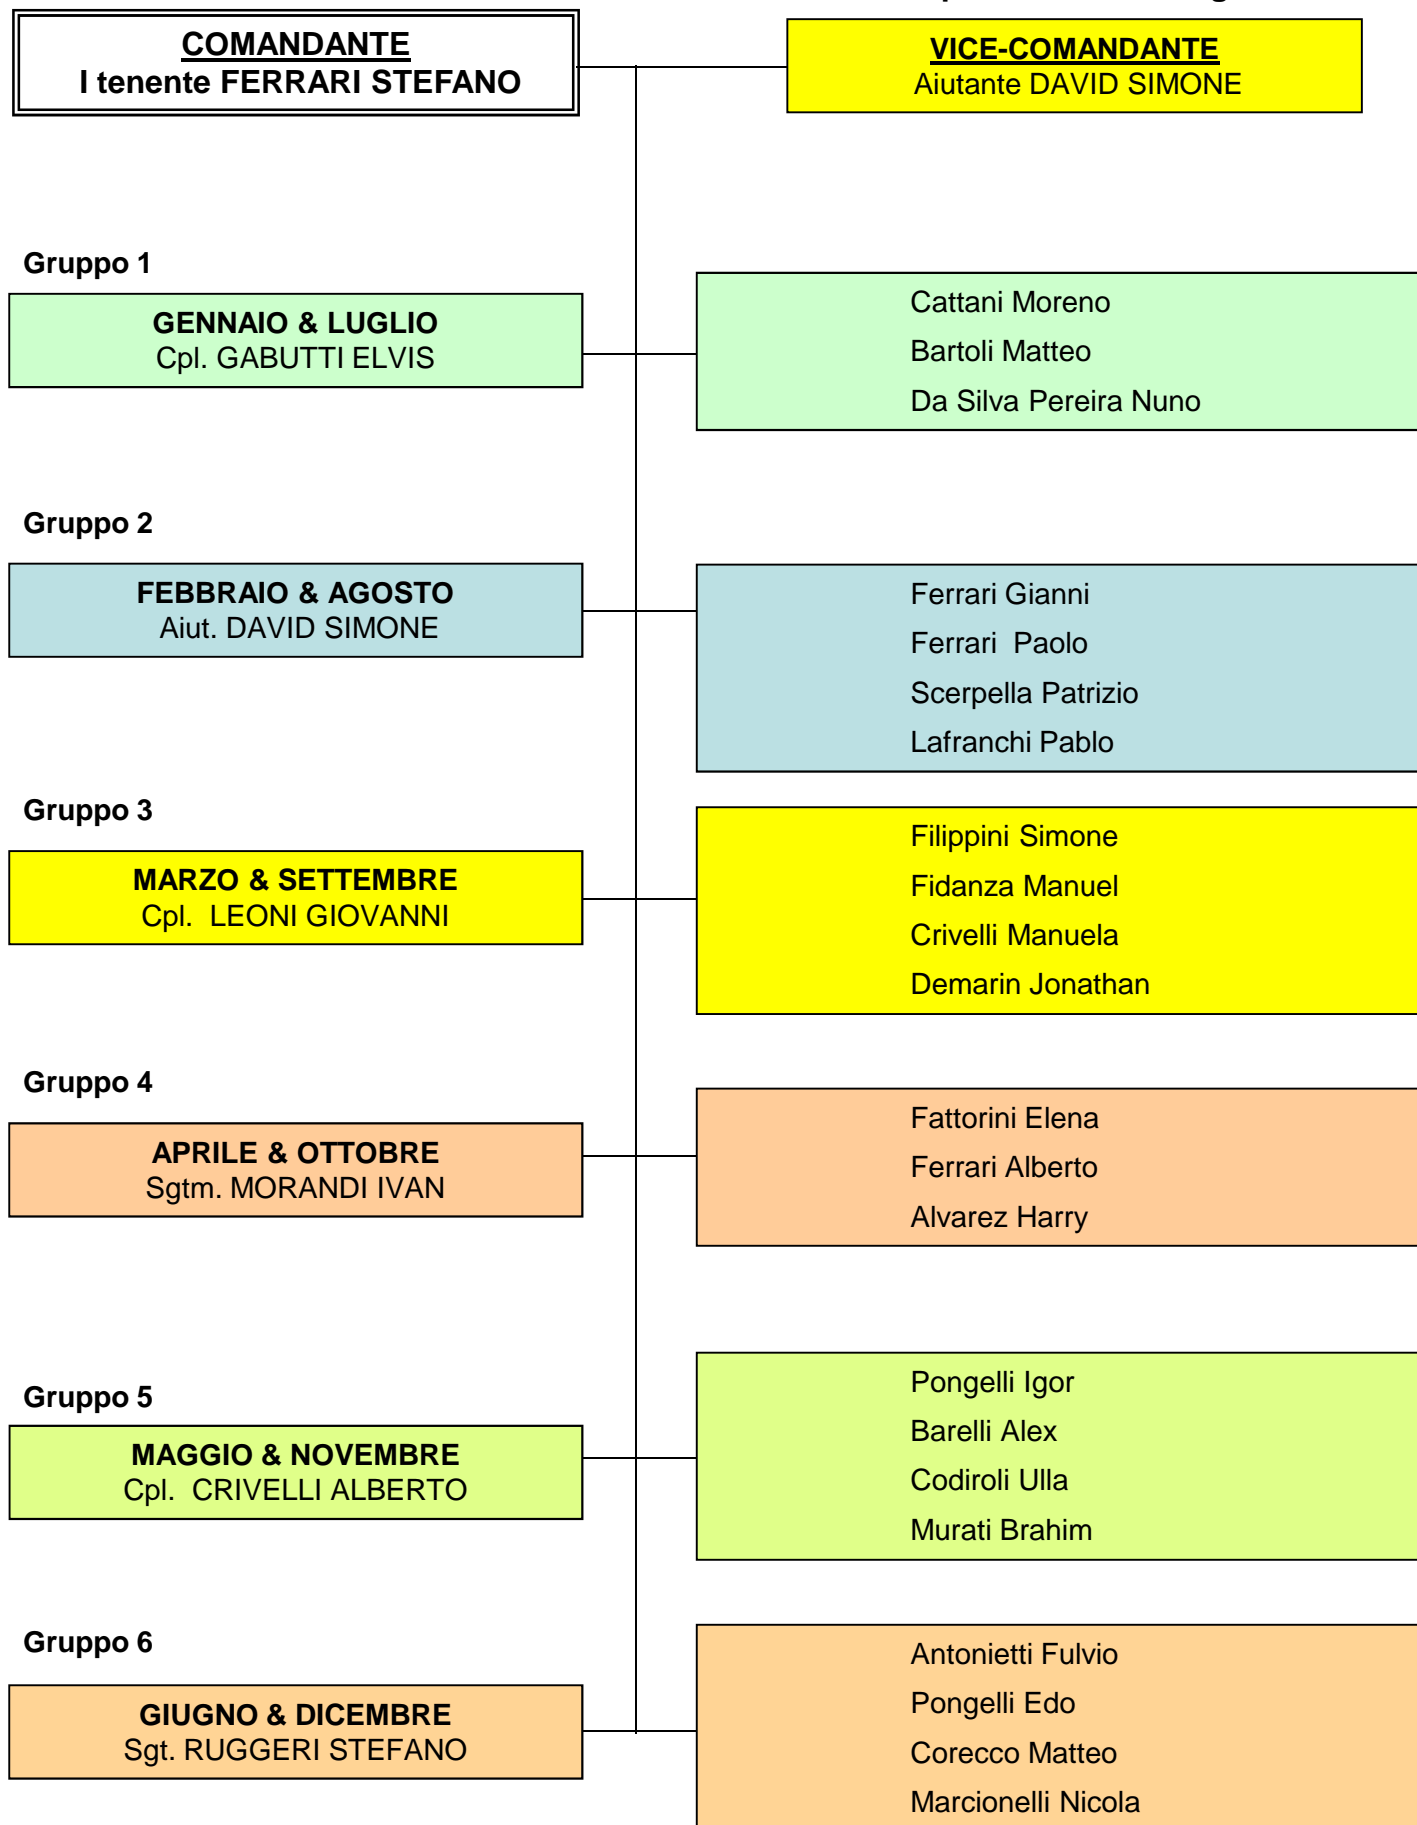 COMANDANTE
I tenente FERRARI STEFANO
VICE-COMANDANTE
Aiutante DAVID SIMONE
Gruppo 1
GENNAIO & LUGLIO
Cpl. GABUTTI ELVIS
Cattani Moreno
Bartoli Matteo
Da Silva Pereira Nuno
Gruppo 2
FEBBRAIO & AGOSTO
Aiut. DAVID SIMONE
Ferrari Gianni
Ferrari  Paolo
Scerpella Patrizio
Lafranchi Pablo
Gruppo 3
MARZO & SETTEMBRE
Cpl.  LEONI GIOVANNI
Filippini Simone
Fidanza Manuel
Crivelli Manuela
Demarin Jonathan
Gruppo 4
APRILE & OTTOBRE
Sgtm. MORANDI IVAN
Fattorini Elena
Ferrari Alberto
Alvarez Harry
Gruppo 5
MAGGIO & NOVEMBRE
Cpl.  CRIVELLI ALBERTO
Pongelli Igor
Barelli Alex
Codiroli Ulla
Murati Brahim
Gruppo 6
GIUGNO & DICEMBRE
Sgt. RUGGERI STEFANO
Antonietti Fulvio
Pongelli Edo
Corecco Matteo
Marcionelli Nicola